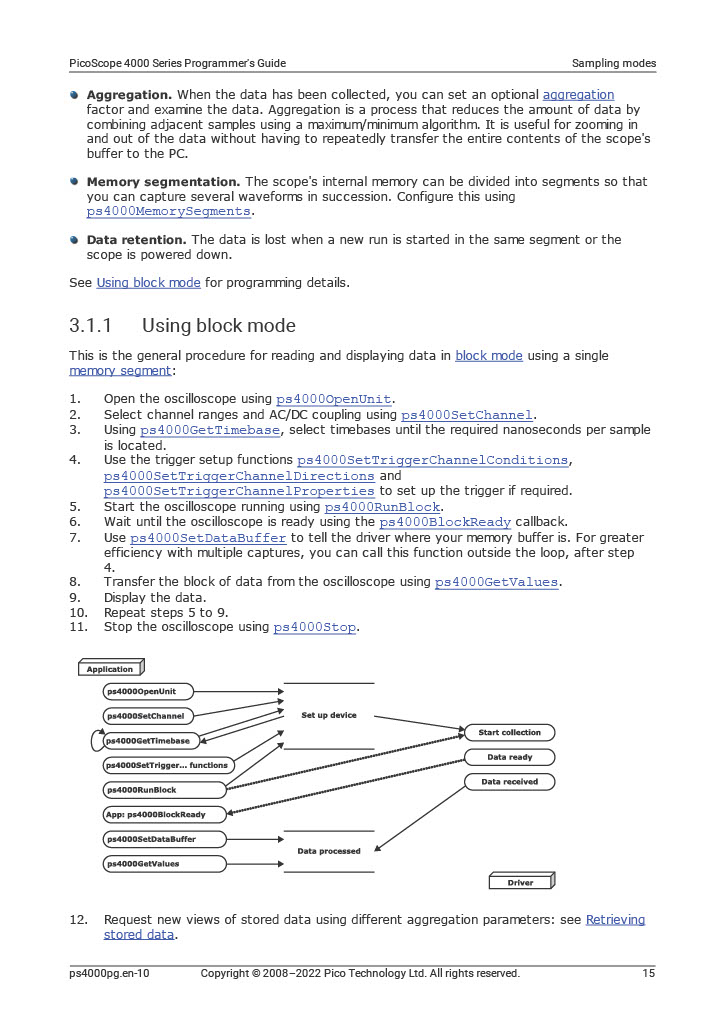 PicoScope 4000 Series Programmer's Guide Sampling modes
Aggregation. When the data has been collected, you can set an optional aggregation
factor and examine the data. Aggregation is a process that reduces the amount of data by
combining adjacent samples using a maximum/minimum algorithm. It is useful for zooming in
and out of the data without having to repeatedly transfer the entire contents of the scope's
buffer to the PC.
Memory segmentation. The scope's internal memory can be divided into segments so that
you can capture several waveforms in succession. Configure this using
ps4000MemorySegments.
Data retention. The data is lost when a new run is started in the same segment or the
scope is powered down.
See Using block mode for programming details.
3.1.1 Using block mode
This is the general procedure for reading and displaying data in block mode using a single
memory segment:
1. Open the oscilloscope using ps4000OpenUnit.
2. Select channel ranges and AC/DC coupling using ps4000SetChannel.
3. Using ps4000GetTimebase, select timebases until the required nanoseconds per sample
is located.
4. Use the trigger setup functions ps4000SetTriggerChannelConditions,
ps4000SetTriggerChannelDirections and
ps4000SetTriggerChannelProperties to set up the trigger if required.
5. Start the oscilloscope running using ps4000RunBlock.
6. Wait until the oscilloscope is ready using the ps4000BlockReady callback.
7. Use ps4000SetDataBuffer to tell the driver where your memory buffer is. For greater
efficiency with multiple captures, you can call this function outside the loop, after step
4.
8. Transfer the block of data from the oscilloscope using ps4000GetValues.
9. Display the data.
10. Repeat steps 5 to 9.
11. Stop the oscilloscope using ps4000Stop.
Application
ps4000OpenUnit
ps4000SetChannel Set up device
ps4000GetTimebase Start collection
ps4000SetTrigger... functions Data ready
ps4000RunBlock Data received
App: ps4000BlockReady
ps4000SetDataBuffer
Data processed
ps4000GetValues
Driver
12. Request new views of stored data using different aggregation parameters: see Retrieving
stored data.
ps4000pg.en-10 Copyright © 2008–2022 Pico Technology Ltd. All rights reserved. 15